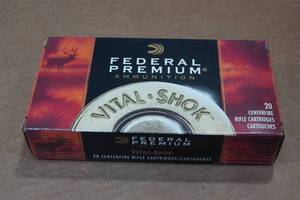 FEDERAL
PREMIUM®
AMMUNITION
VITAL·SHOK
20
CENTERFIRE
RIFLE CARTRIDGES
CARTOUCHES
FEDERAL
PREMIUM
VITAL·SHOK
20 CENTERFIRE RIFLE CARTRIDGES/CARTOUCHES